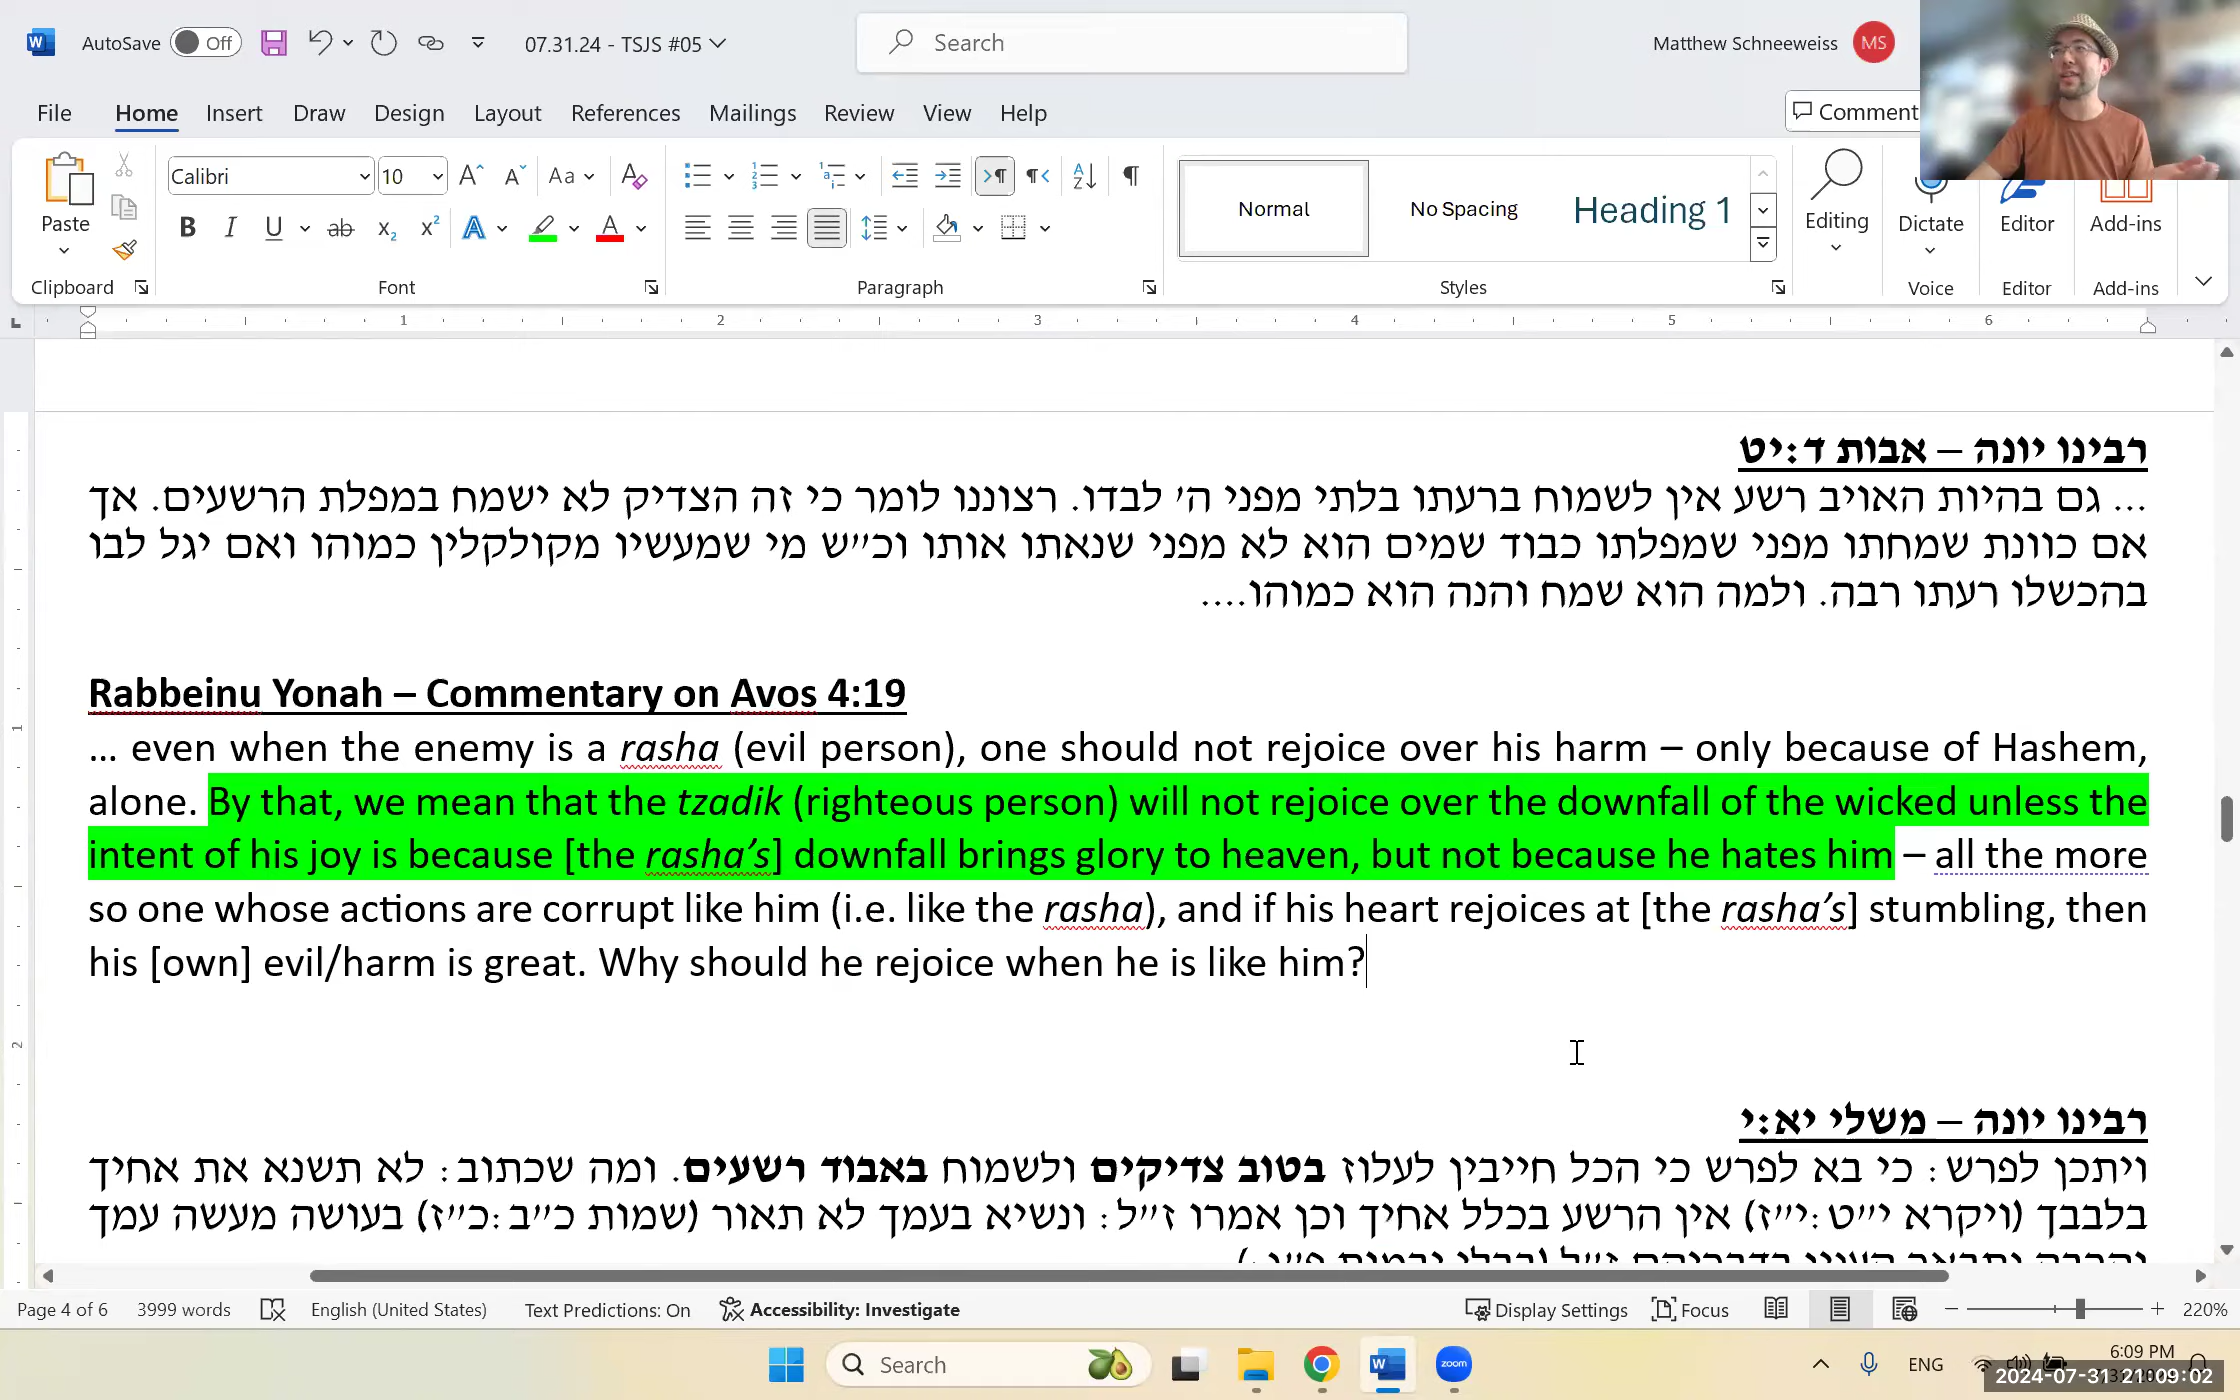 AutoSave Off 07.31.24 - TSJS #05 Search Matthew Schneeweiss MS
File Home Insert Draw Design Layout References Mailings Review View Help Comment
Paste Calibri 10 Aa Normal No Spacing Heading 1 Editing Dictate Editor Add-ins
Clipboard Font Paragraph Styles Voice Editor Add-ins
1 2 3 4 5 6
רבינו יונה – אבות ד:יט
... גם בהיות האויב רשע אין לשמוח ברעתו בלתי מפני ה' לבדו. רצוננו לומר כי זה הצדיק לא ישמח במפלת הרשעים. אך
אם כוונת שמחתו מפני שמפלתו כבוד שמים הוא לא מפני שנאתו אותו וכ״ש מי שמעשיו מקולקלין כמוהו ואם יגל לבו
בהכשלו רעתו רבה. ולמה הוא שמח והנה הוא כמוהו....
Rabbeinu Yonah – Commentary on Avos 4:19
... even when the enemy is a rasha (evil person), one should not rejoice over his harm – only because of Hashem,
alone. By that, we mean that the tzadik (righteous person) will not rejoice over the downfall of the wicked unless the
intent of his joy is because [the rasha’s] downfall brings glory to heaven, but not because he hates him – all the more
so one whose actions are corrupt like him (i.e. like the rasha), and if his heart rejoices at [the rasha’s] stumbling, then
his [own] evil/harm is great. Why should he rejoice when he is like him?
רבינו יונה – משלי יא:י
ויתכן לפרש: כי בא לפרש כי הכל חייבין לעלוז בטוב צדיקים ולשמוח באבוד רשעים. ומה שכתוב: לא תשנא את אחיך
בלבבך (ויקרא י״ט:י״ז) אין הרשע בכלל אחיך וכן אמרו ז״ל: ונשיא בעמך לא תאור (שמות כ״ב:כ״ז) בעושה מעשה עמך
Page 4 of 6 3999 words English (United States) Text Predictions: On Accessibility: Investigate Display Settings Focus 220%
Search zoom ENG 6:09 PM
2024-07-31 21:09:02